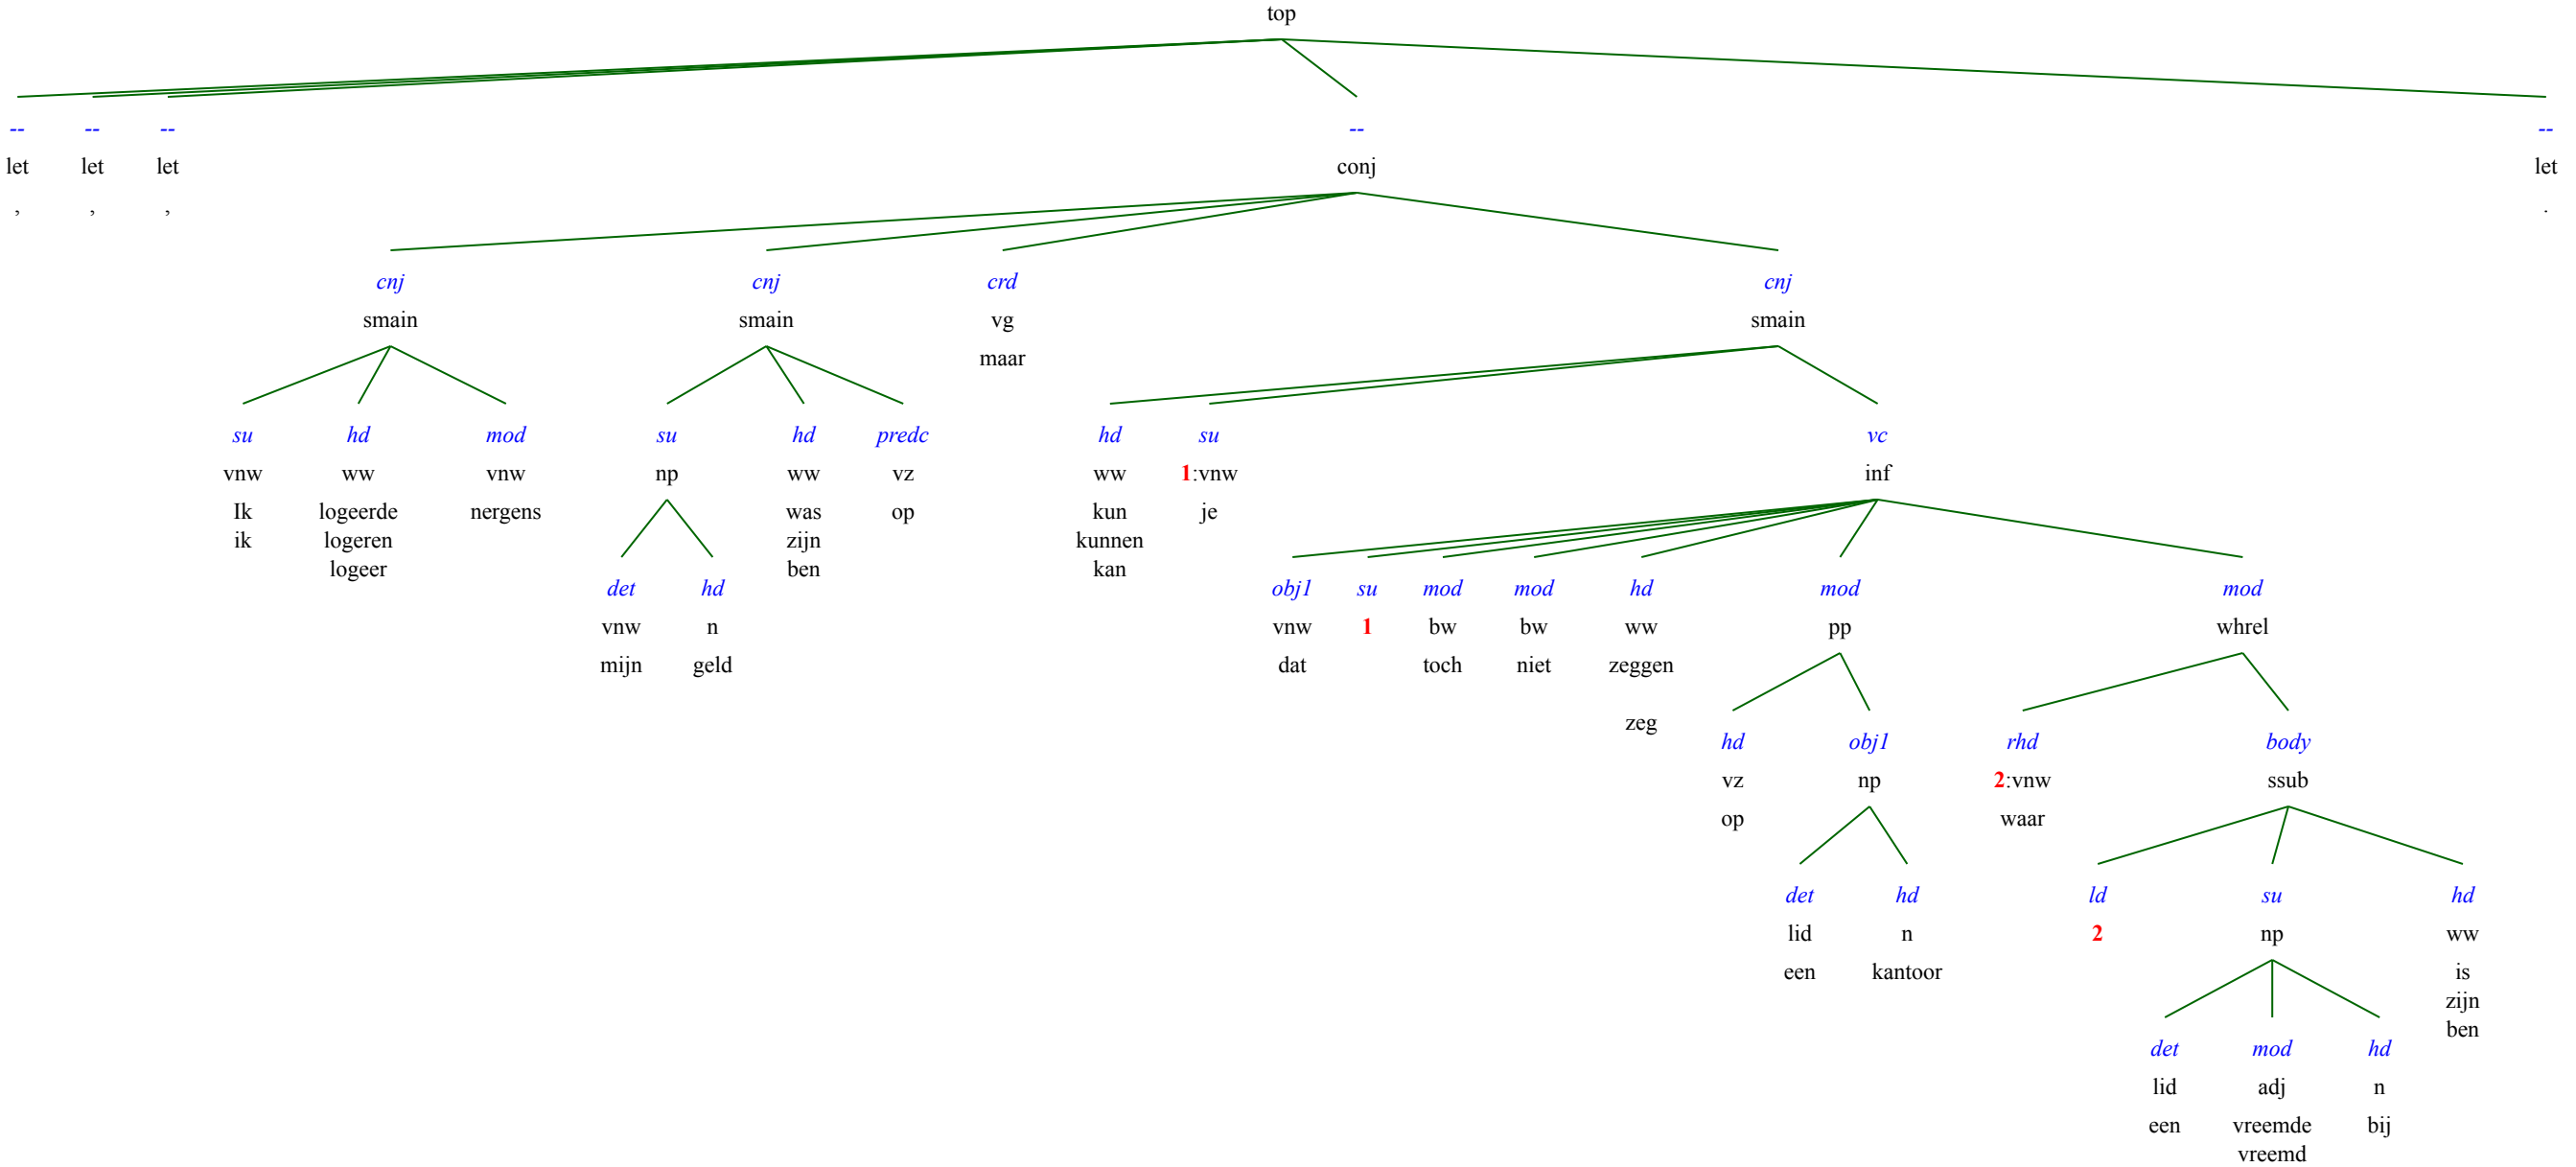 top
-- -- -- -- --
let let let conj let
, , , .
cnj cnj crd cnj
smain smain vg smain
maar
su hd mod su hd predc hd su vc
vnw ww vnw np ww vz ww 1:vnw inf
Ik logeerde nergens was op kun je
ik logeren zijn kunnen
logeer ben kan
det hd obj1 su mod mod hd mod mod
vnw n vnw 1 bw bw ww pp whrel
mijn geld dat toch niet zeggen
zeg
hd obj1 rhd body
vz np 2:vnw ssub
op waar
det hd ld su hd
lid n 2 np ww
een kantoor is
zijn
ben
det mod hd
lid adj n
een vreemde bij
vreemd